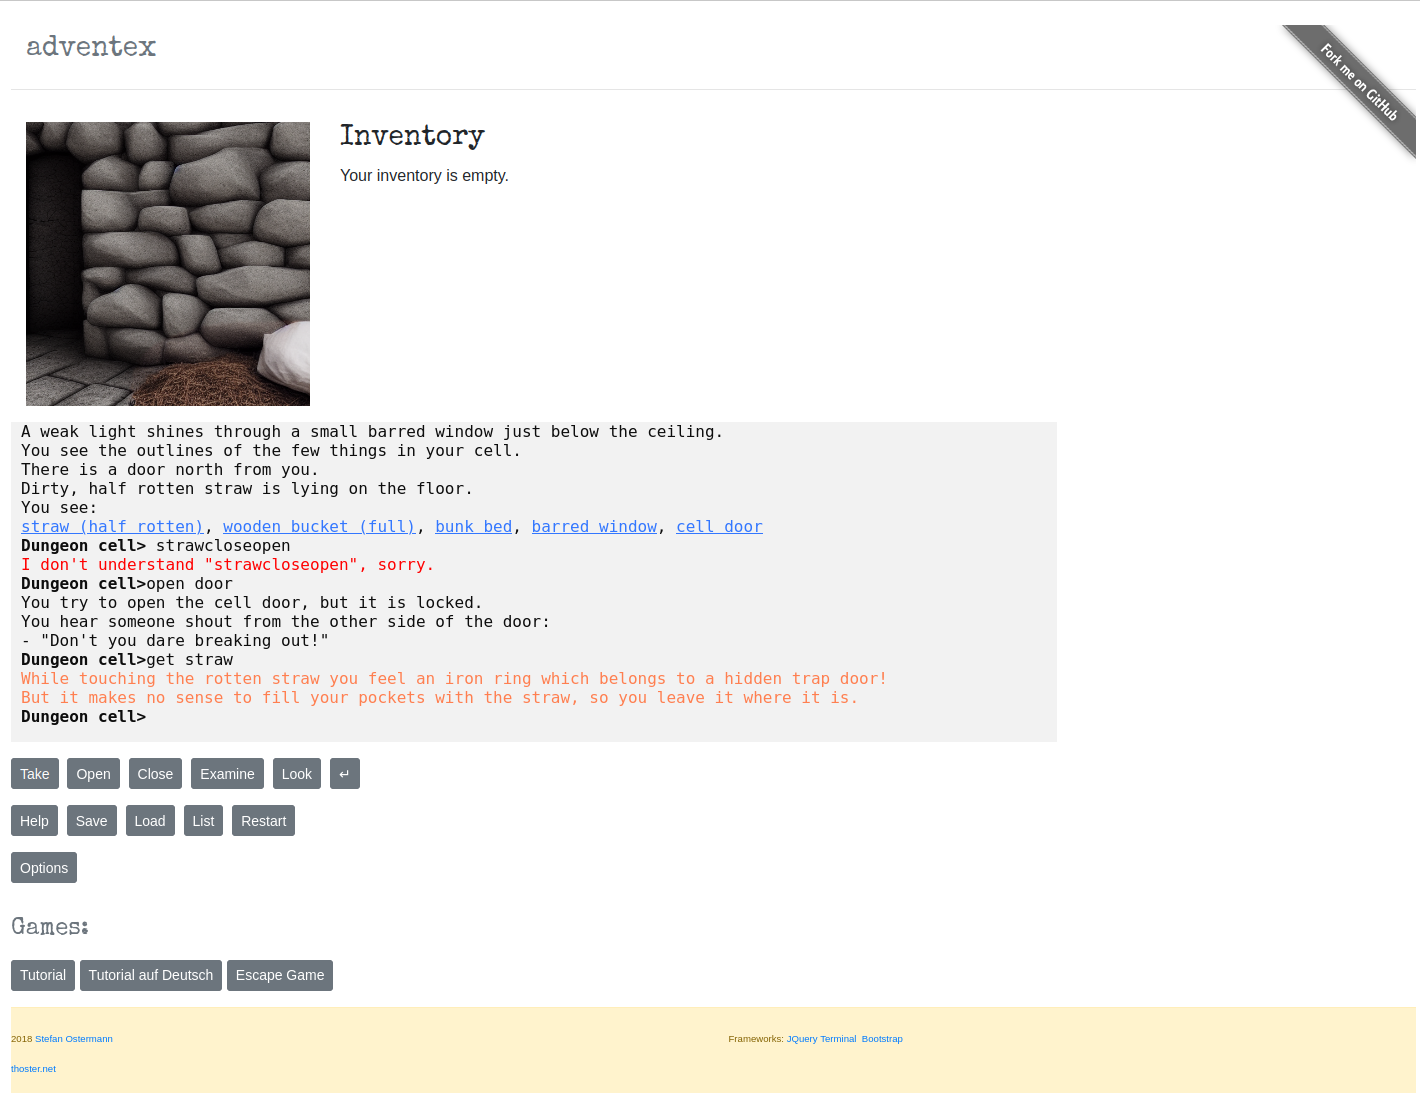 adventex
Fork me on GitHub
Inventory
Your inventory is empty.
A weak light shines through a small barred window just below the ceiling.
You see the outlines of the few things in your cell.
There is a door north from you.
Dirty, half rotten straw is lying on the floor.
You see:
straw (half rotten), wooden bucket (full), bunk bed, barred window, cell door
Dungeon cell> strawcloseopen
I don't understand "strawcloseopen", sorry.
Dungeon cell>open door
You try to open the cell door, but it is locked.
You hear someone shout from the other side of the door:
- "Don't you dare breaking out!"
Dungeon cell>get straw
While touching the rotten straw you feel an iron ring which belongs to a hidden trap door!
But it makes no sense to fill your pockets with the straw, so you leave it where it is.
Dungeon cell>
Take Open Close Examine Look ↵
Help Save Load List Restart
Options
Games:
Tutorial Tutorial auf Deutsch Escape Game
2018 Stefan Ostermann
Frameworks: JQuery Terminal Bootstrap
thoster.net